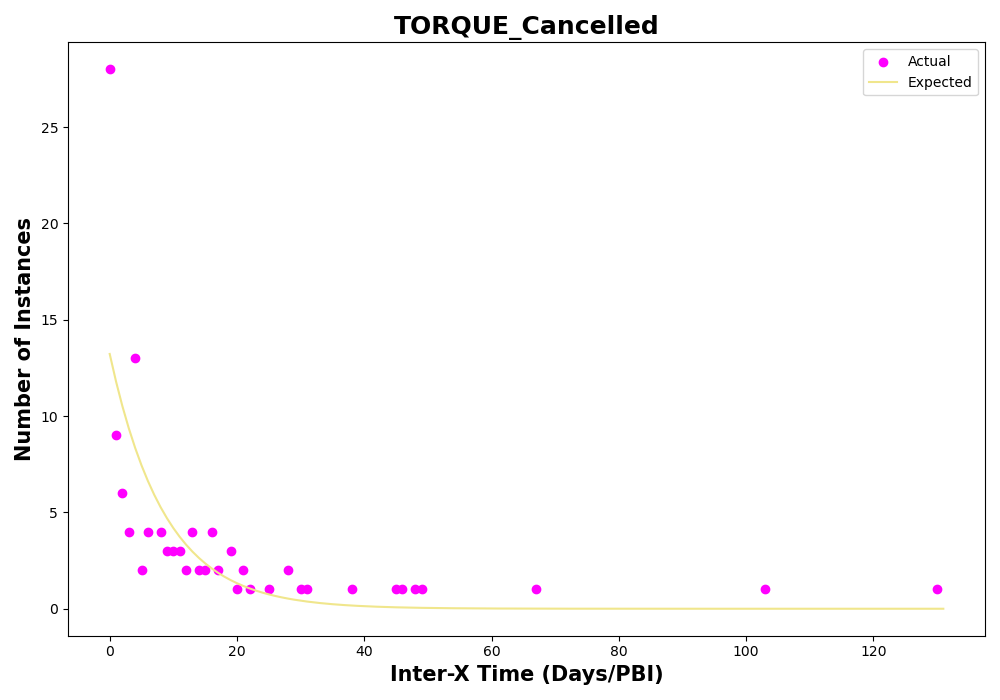 TORQUE_Cancelled
Actual
Expected
Number of Instances
25
20
15
10
5
0
0 20 40 60 80 100 120
Inter-X Time (Days/PBI)